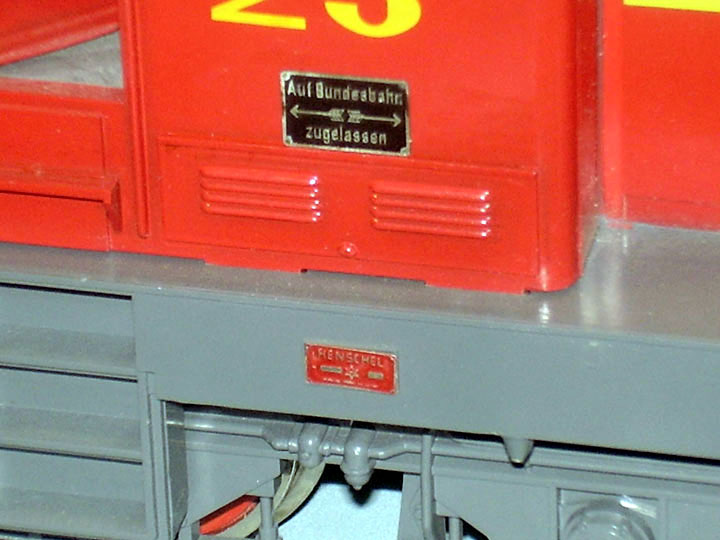 23
Auf Bundesbahn
zugelassen
HENSCHEL